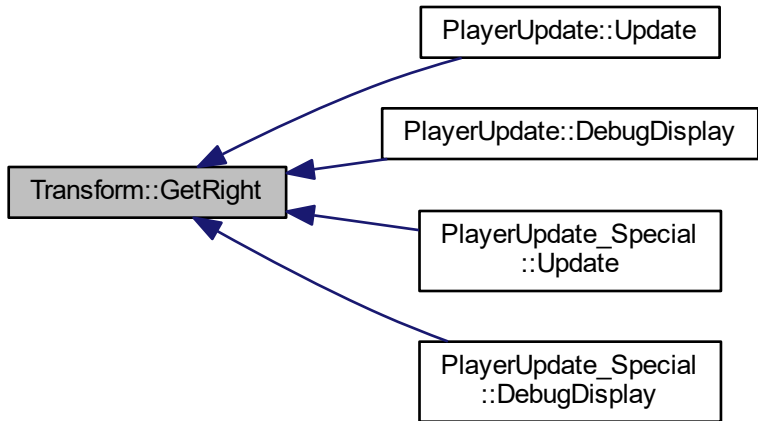 PlayerUpdate::Update
PlayerUpdate::DebugDisplay
Transform::GetRight
PlayerUpdate_Special
::Update
PlayerUpdate_Special
::DebugDisplay